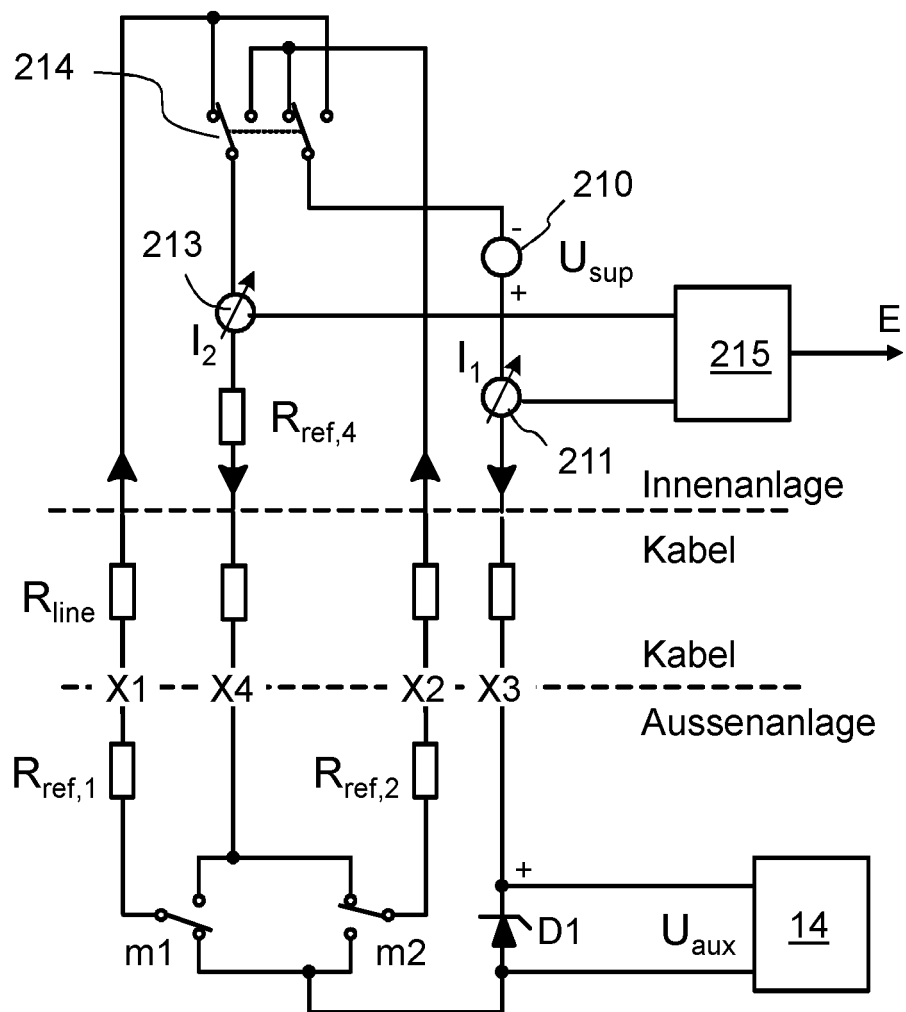 214
210
-
U_sup
+
213
I_2
I_1
215
E
R_ref,4
211
Innenanlage
Kabel
R_line
Kabel
X1 X4 X2 X3
Aussenanlage
R_ref,1
R_ref,2
+
m1
m2
D1
U_aux
14